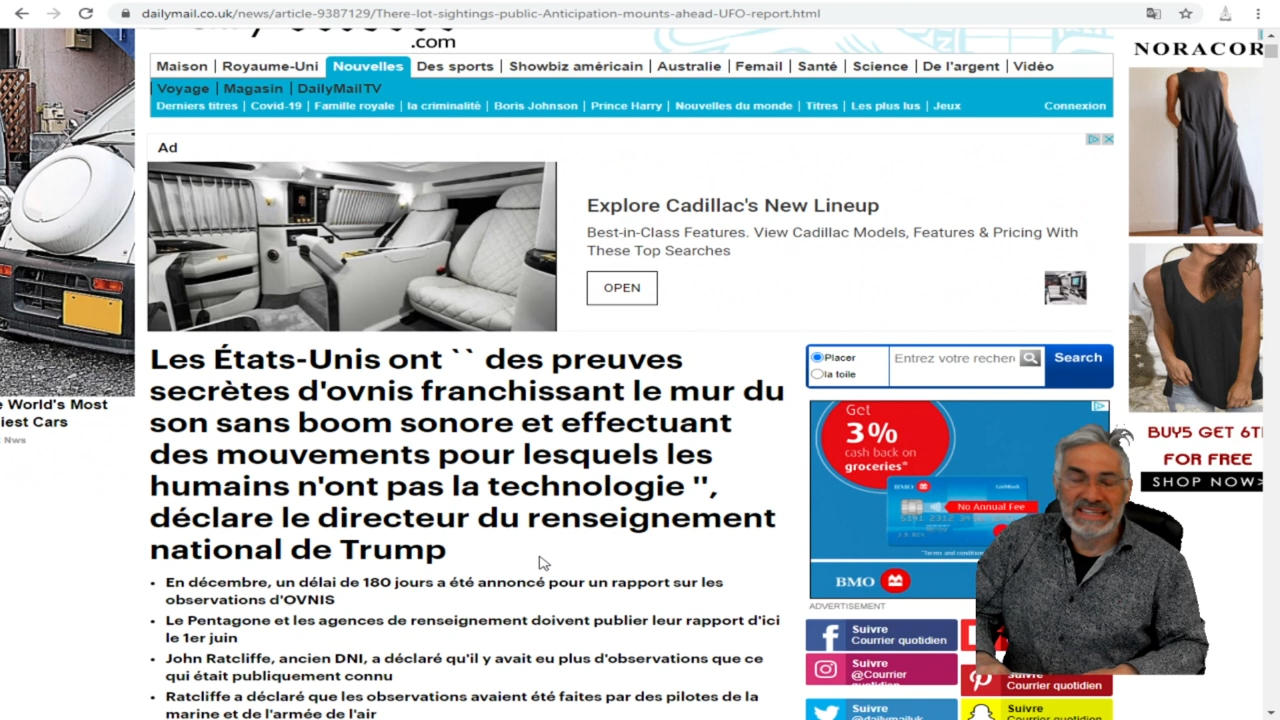 dailymail.co.uk/news/article-9387129/There-lot-sightings-public-Anticipation-mounts-ahead-UFO-report.html
.com
Maison | Royaume-Uni | Nouvelles | Des sports | Showbiz américain | Australie | Femail | Santé | Science | De l'argent | Vidéo
Voyage | Magasin | DailyMailTV
Derniers titres | Covid-19 | Famille royale | la criminalité | Boris Johnson | Prince Harry | Nouvelles du monde | Titres | Les plus lus | Jeux
Connexion
Ad
Explore Cadillac's New Lineup
Best-in-Class Features. View Cadillac Models, Features & Pricing With
These Top Searches
OPEN
NORACOR
BUY5 GET 6T
FOR FREE
SHOP NOW>
e World's Most
iest Cars
Nws
Les États-Unis ont `` des preuves
secrètes d'ovnis franchissant le mur du
son sans boom sonore et effectuant
des mouvements pour lesquels les
humains n'ont pas la technologie '',
déclare le directeur du renseignement
national de Trump
En décembre, un délai de 180 jours a été annoncé pour un rapport sur les
observations d'OVNIS
Le Pentagone et les agences de renseignement doivent publier leur rapport d'ici
le 1er juin
John Ratcliffe, ancien DNI, a déclaré qu'il y avait eu plus d'observations que ce
qui était publiquement connu
Ratcliffe a déclaré que les observations avaient été faites par des pilotes de la
marine et de l'armée de l'air
Placer
la toile
Entrez votre recher
Search
Get
3%
cash back on
groceries*
BMO
No Annual Fee
BMO
ADVERTISEMENT
Suivre
Courrier quotidien
Suivre
@Courrier
quotidien
Suivre
Courrier quotidien
Suivre
@dailymailuk
Suivre